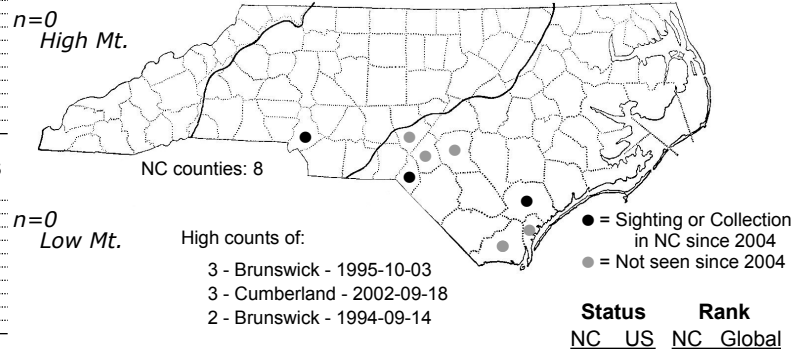 n=0
High Mt.
NC counties: 8
n=0
Low Mt.
High counts of:
3 - Brunswick - 1995-10-03
3 - Cumberland - 2002-09-18
2 - Brunswick - 1994-09-14
= Sighting or Collection
in NC since 2004
= Not seen since 2004
Status Rank
NC US NC Global